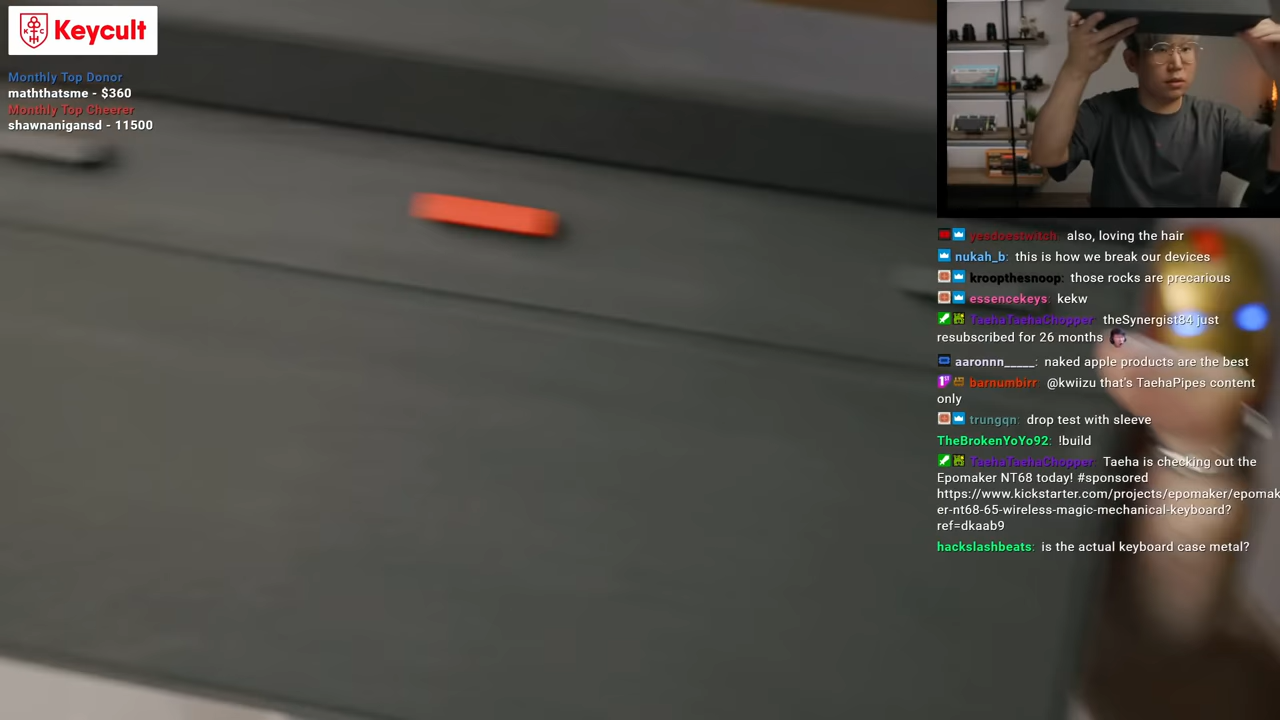 Keycult
Monthly Top Donor
maththatsme - $360
Monthly Top Cheerer
shawnanigansd - 11500
yesdoestwitch: also, loving the hair
nukah_b: this is how we break our devices
kroopthesnoop: those rocks are precarious
essencekeys: kekw
TaehaTaehaChopper: theSynergist84 just
resubscribed for 26 months
aaronnn_____: naked apple products are the best
barnumbirr: @kwiizu that's TaehaPipes content
only
trungqn: drop test with sleeve
TheBrokenYoYo92: !build
TaehaTaehaChopper: Taeha is checking out the
Epomaker NT68 today! #sponsored
https://www.kickstarter.com/projects/epomaker/epomak
er-nt68-65-wireless-magic-mechanical-keyboard?
ref=dkaab9
hackslashbeats: is the actual keyboard case metal?